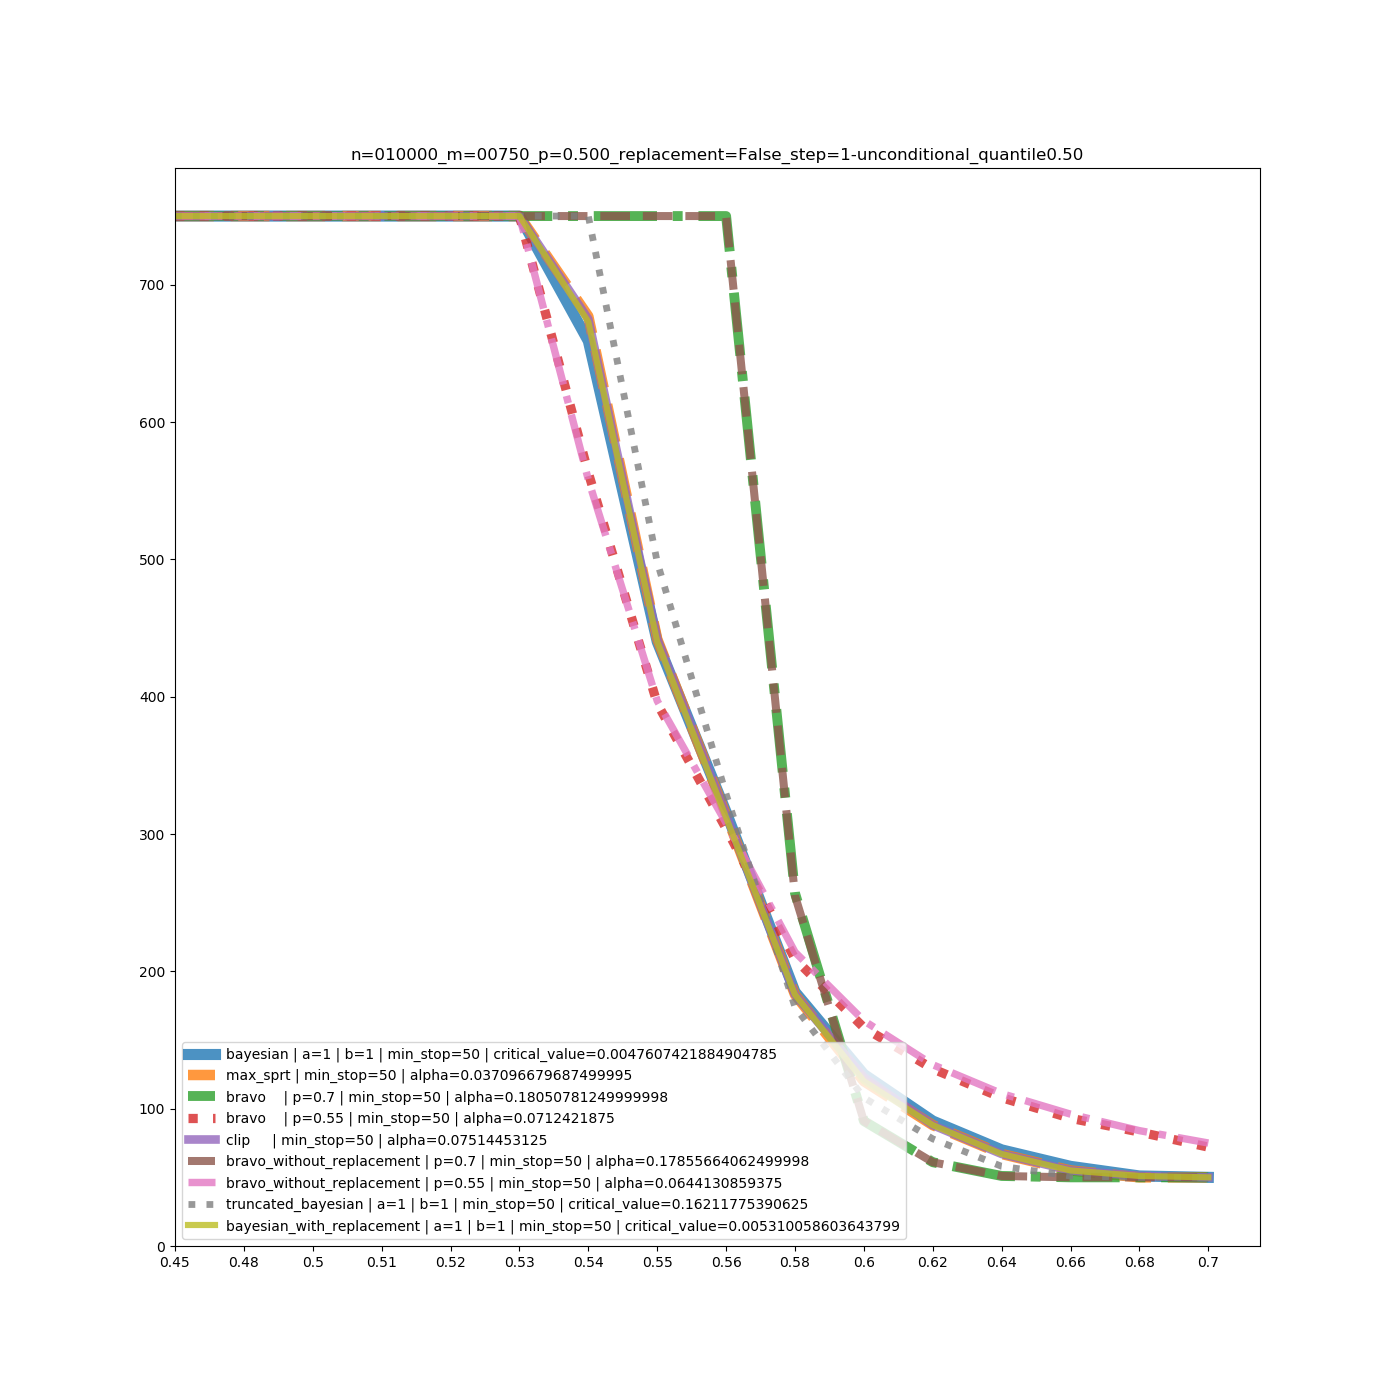 n=010000_m=00750_p=0.500_replacement=False_step=1-unconditional_quantile0.50
700
600
500
400
300
200
100
0
bayesian | a=1 | b=1 | min_stop=50 | critical_value=0.0047607421884904785
max_sprt | min_stop=50 | alpha=0.037096679687499995
bravo    | p=0.7 | min_stop=50 | alpha=0.18050781249999998
bravo    | p=0.55 | min_stop=50 | alpha=0.0712421875
clip     | min_stop=50 | alpha=0.07514453125
bravo_without_replacement | p=0.7 | min_stop=50 | alpha=0.17855664062499998
bravo_without_replacement | p=0.55 | min_stop=50 | alpha=0.0644130859375
truncated_bayesian | a=1 | b=1 | min_stop=50 | critical_value=0.16211775390625
bayesian_with_replacement | a=1 | b=1 | min_stop=50 | critical_value=0.005310058603643799
0.45 0.48 0.5 0.51 0.52 0.53 0.54 0.55 0.56 0.58 0.6 0.62 0.64 0.66 0.68 0.7